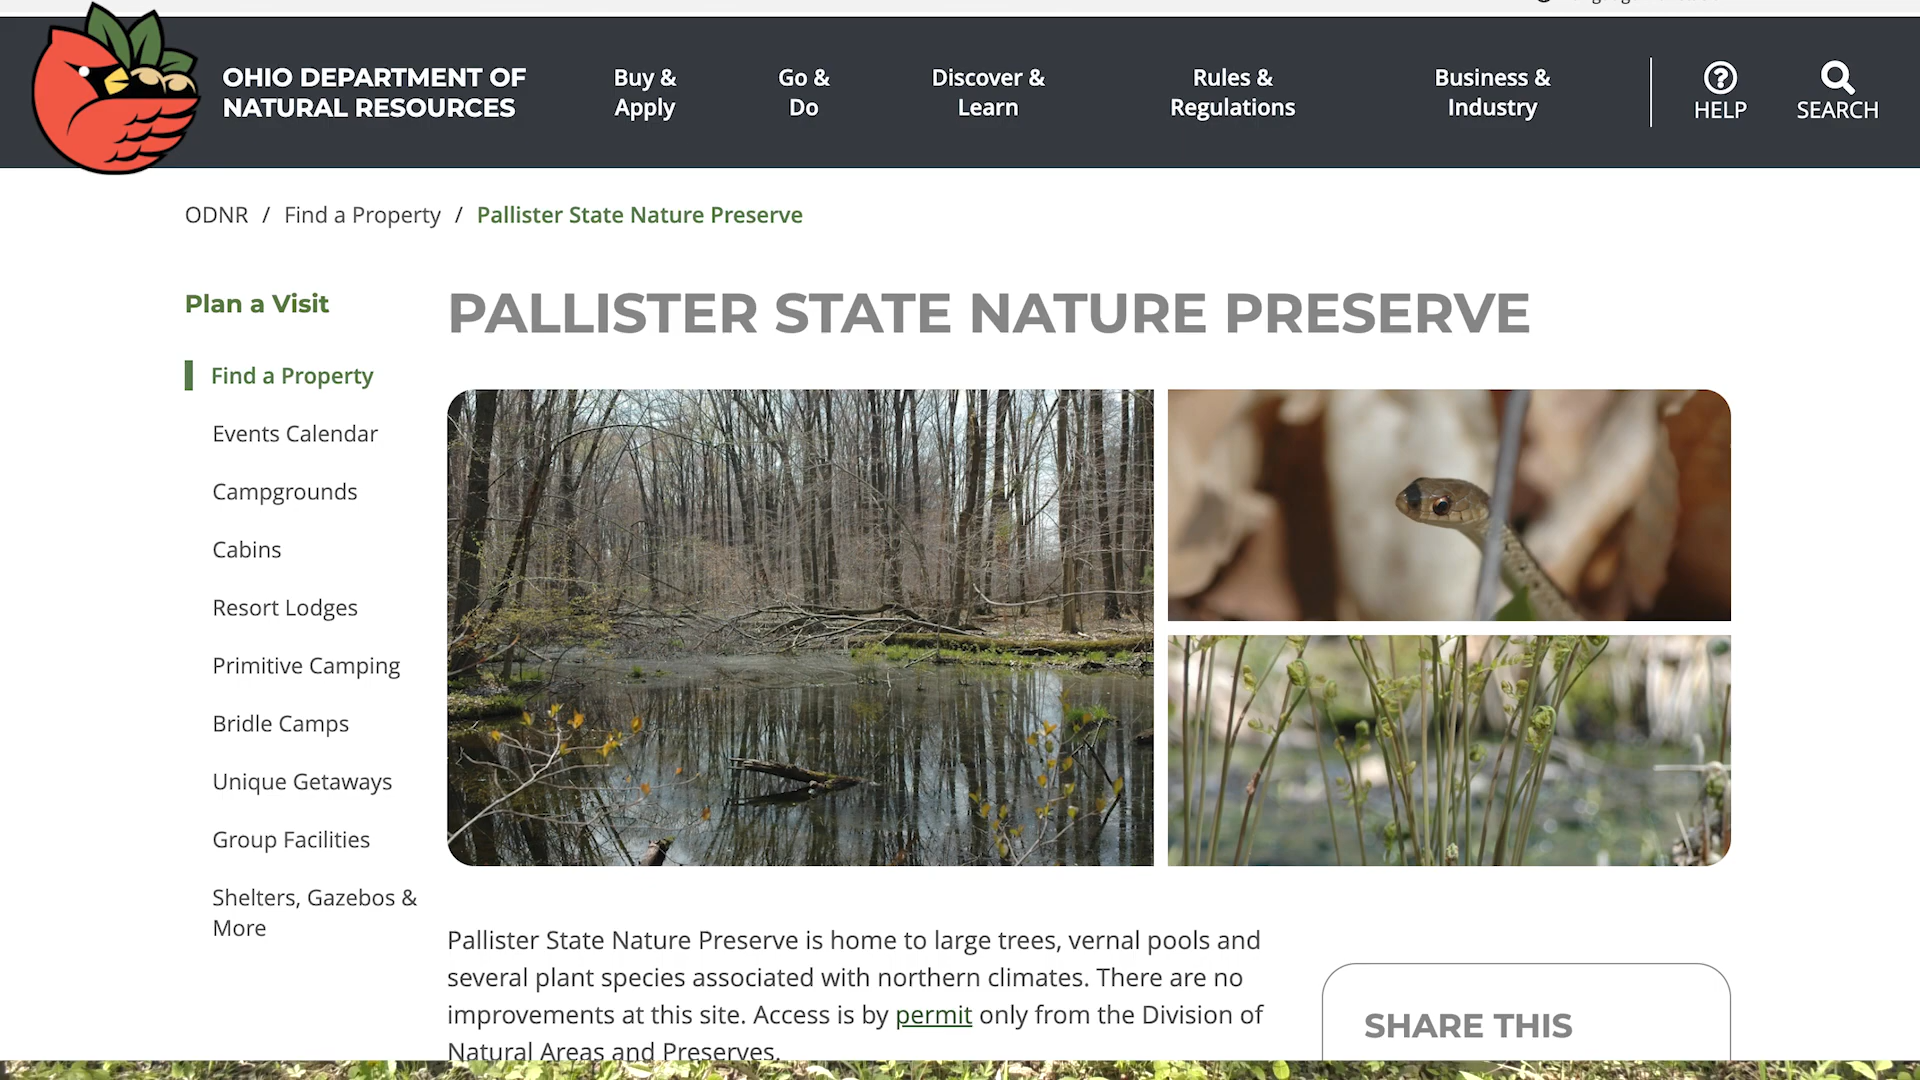 OHIO DEPARTMENT OF
NATURAL RESOURCES
Buy &
Apply
Go &
Do
Discover &
Learn
Rules &
Regulations
Business &
Industry
HELP
SEARCH
ODNR / Find a Property / Pallister State Nature Preserve
Plan a Visit
Find a Property
Events Calendar
Campgrounds
Cabins
Resort Lodges
Primitive Camping
Bridle Camps
Unique Getaways
Group Facilities
Shelters, Gazebos &
More
PALLISTER STATE NATURE PRESERVE
Pallister State Nature Preserve is home to large trees, vernal pools and
several plant species associated with northern climates. There are no
improvements at this site. Access is by permit only from the Division of
Natural Areas and Preserves.
SHARE THIS